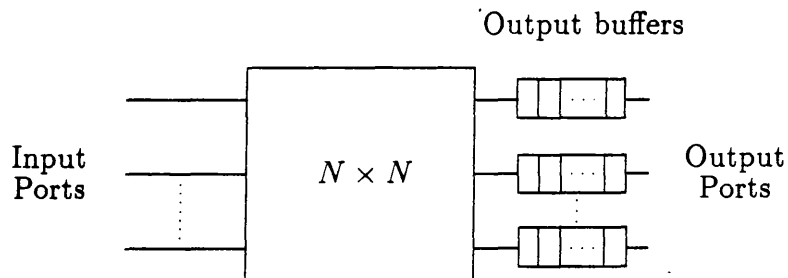 Output buffers
Input
Ports
N × N
Output
Ports